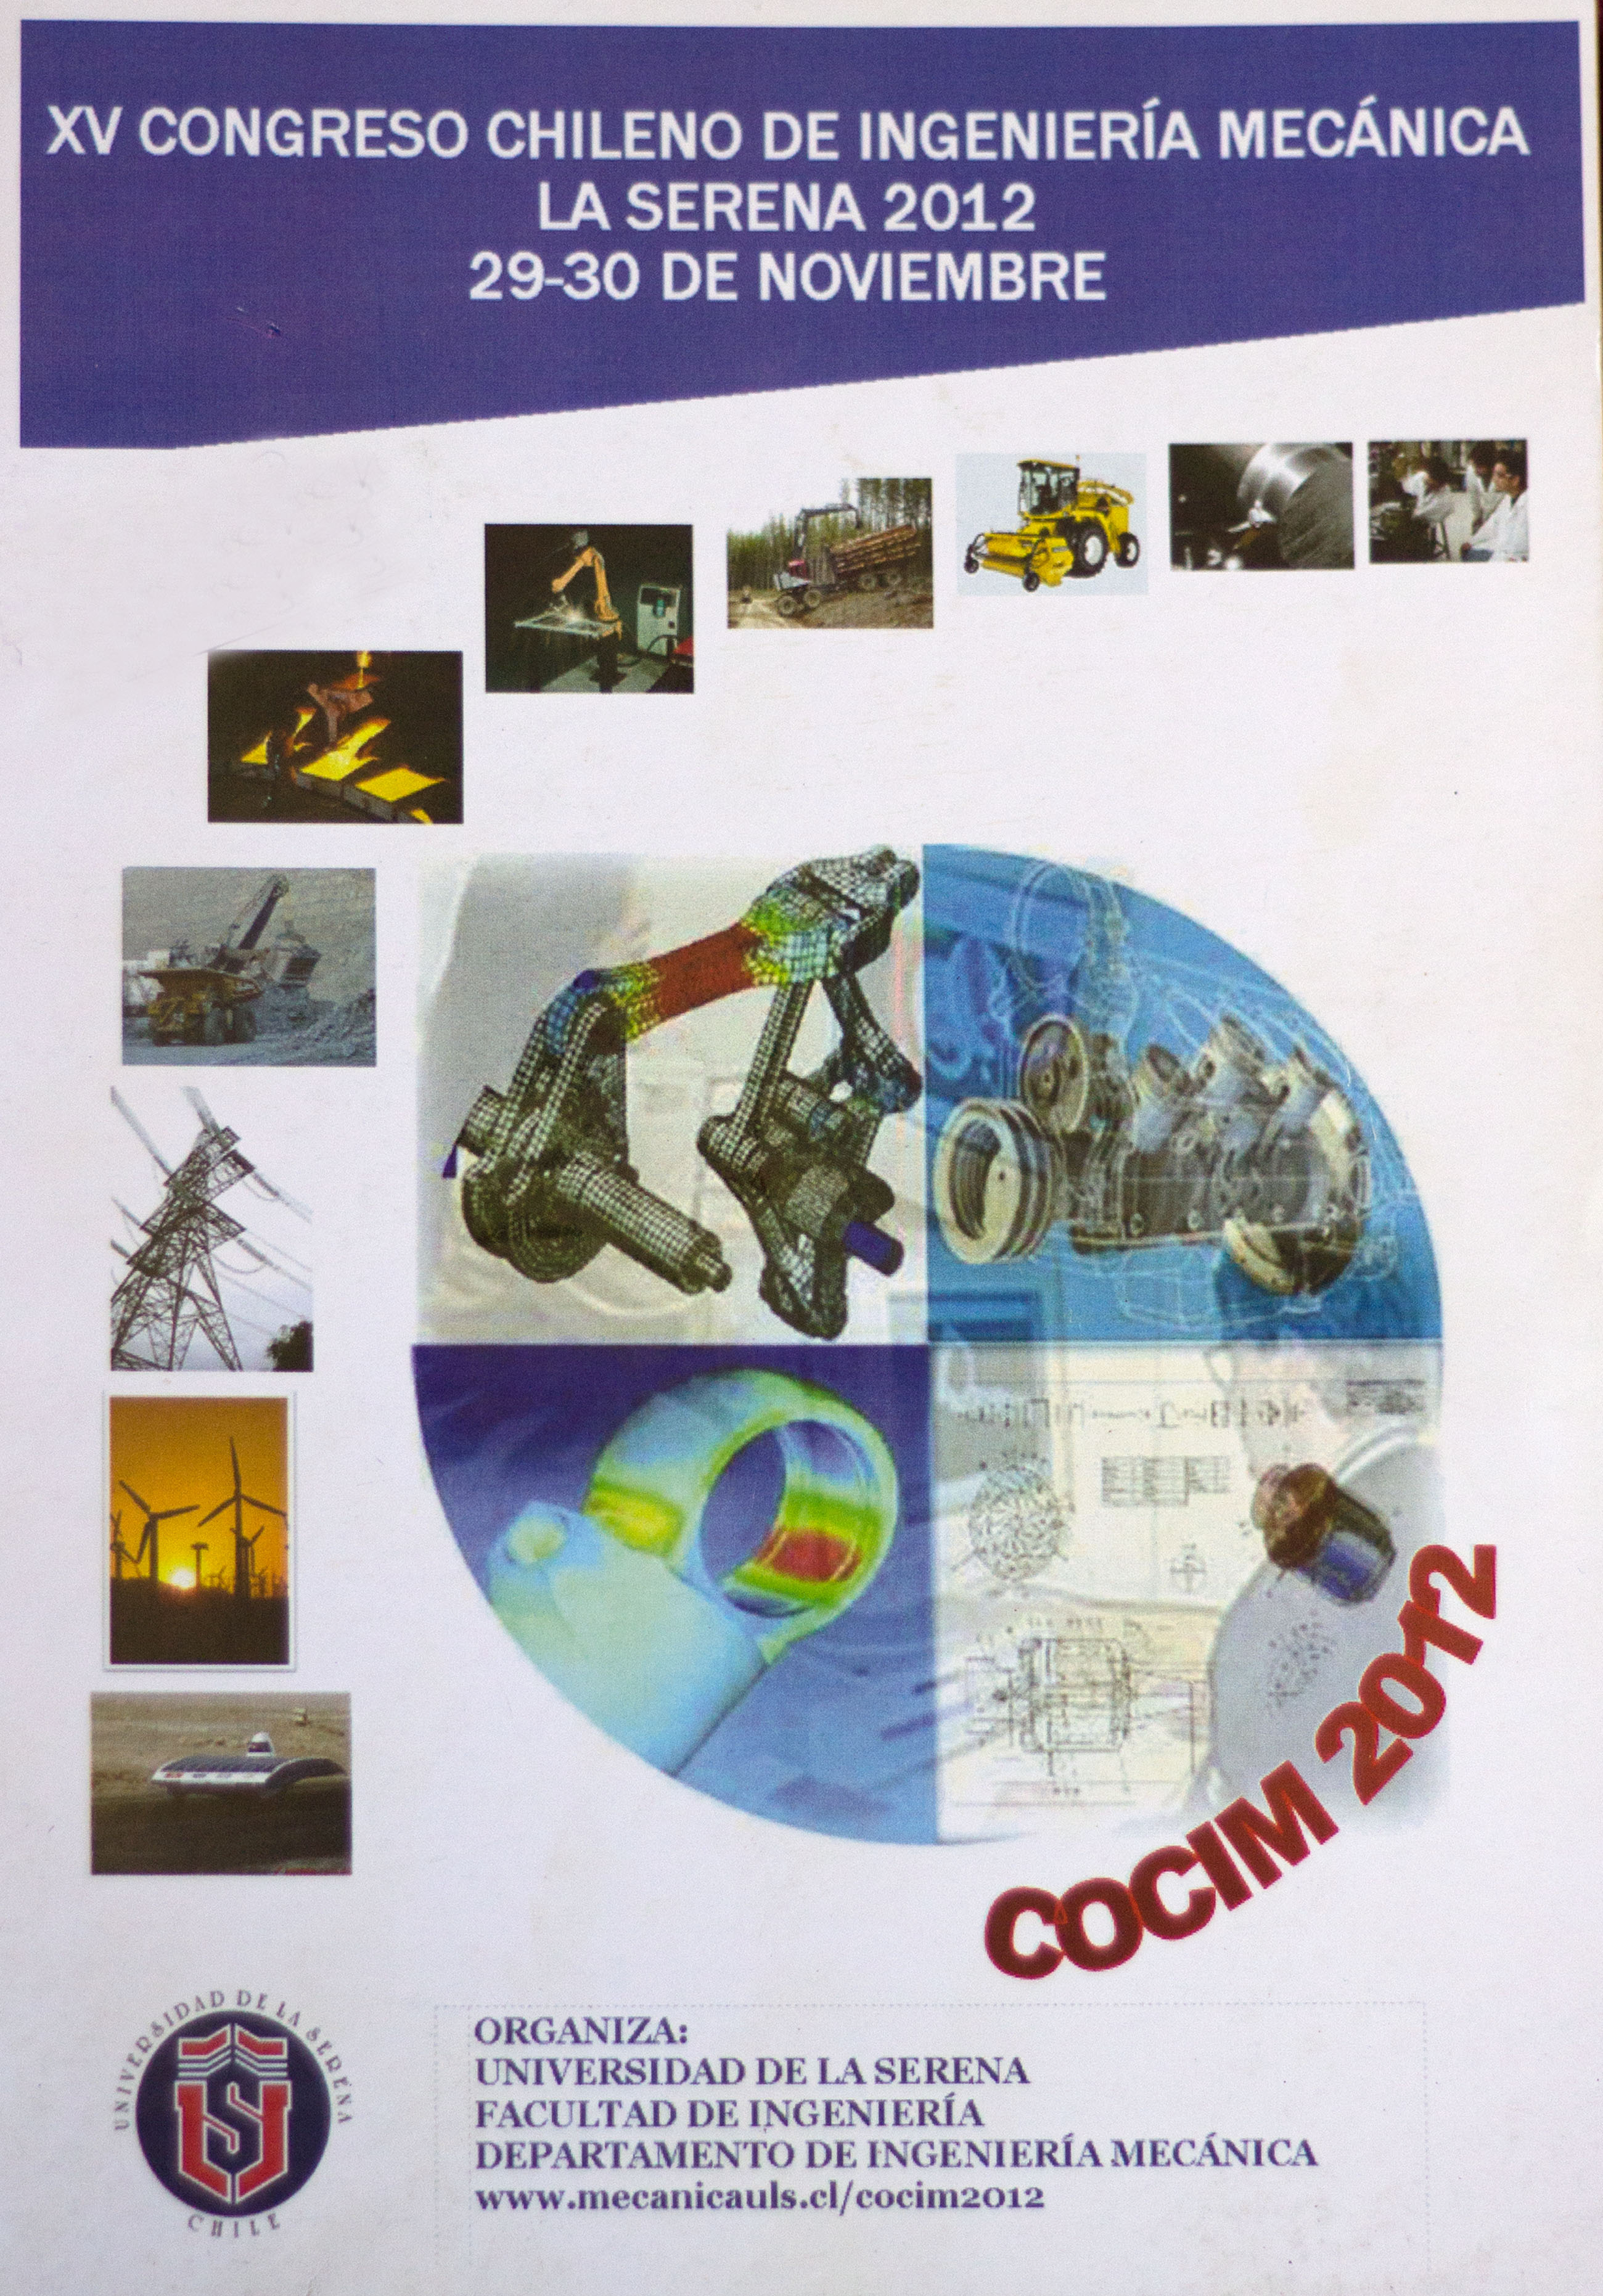 XV CONGRESO CHILENO DE INGENIERÍA MECÁNICA
LA SERENA 2012
29-30 DE NOVIEMBRE
COCIM 2012
UNIVERSIDAD DE LA SERENA
CHILE
ORGANIZA:
UNIVERSIDAD DE LA SERENA
FACULTAD DE INGENIERÍA
DEPARTAMENTO DE INGENIERÍA MECÁNICA
www.mecanicauls.cl/cocim2012